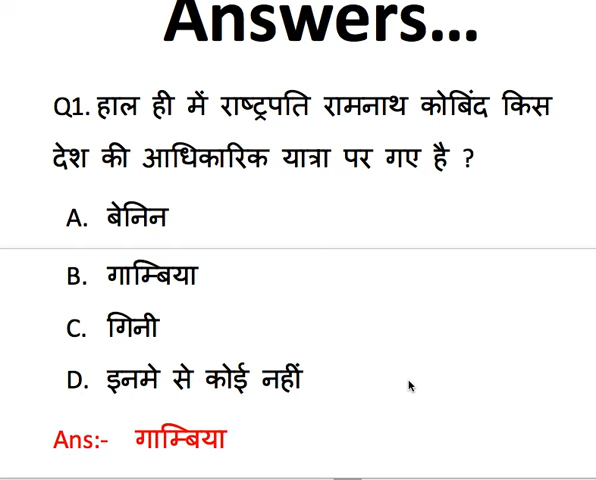 Answers...
Q1. हाल ही में राष्ट्रपति रामनाथ कोबिंद किस
देश की आधिकारिक यात्रा पर गए है ?
A. बेनिन
B. गाम्बिया
C. गिनी
D. इनमे से कोई नहीं
Ans:- गाम्बिया